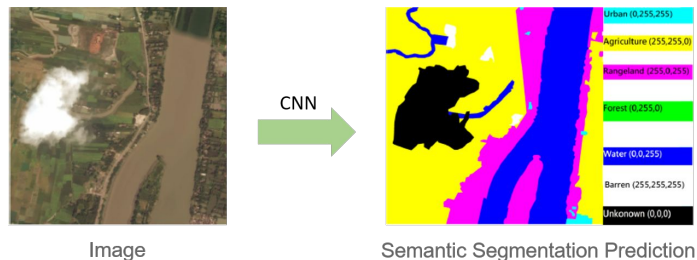 Urban (0,255,255)
Agriculture (255,255,0)
CNN
Rangeland (255,0,255)
Forest (0,255,0)
Water (0,0,255)
Barren (255,255,255)
Unkonown (0,0,0)
Image
Semantic Segmentation Prediction